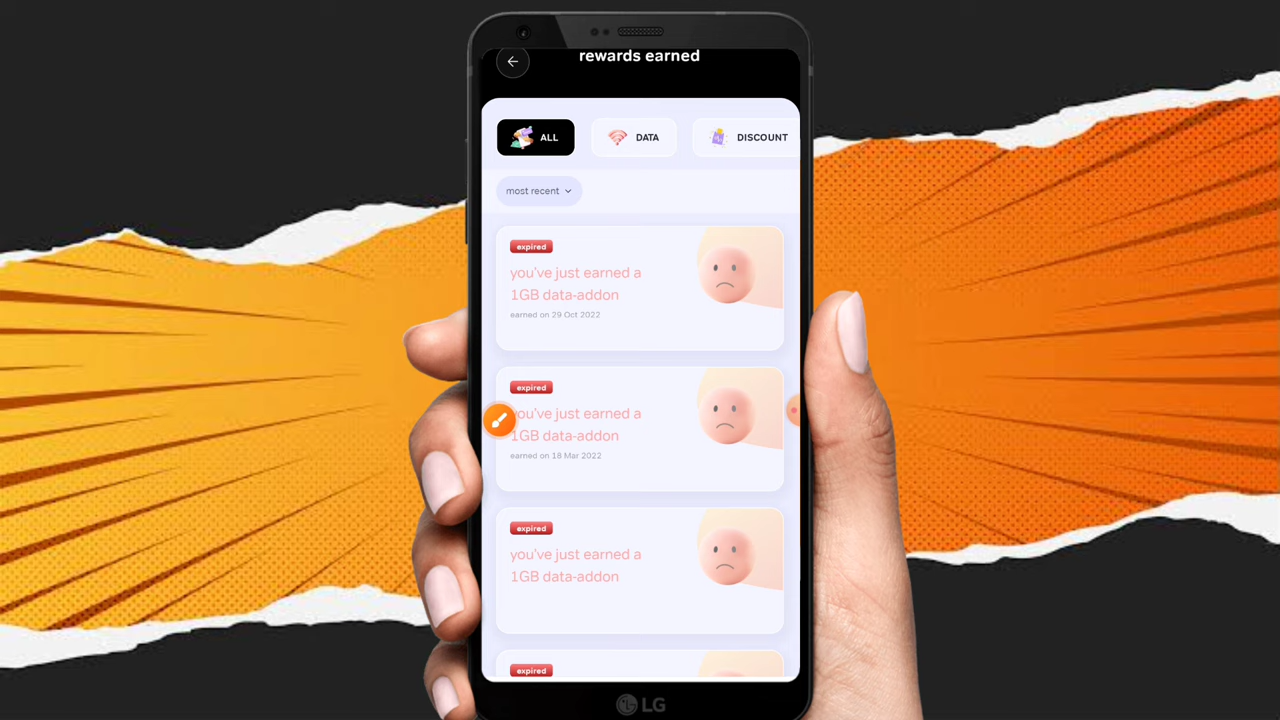 rewards earned
ALL
DATA
DISCOUNT
most recent
expired
you've just earned a
1GB data-addon
earned on 29 Oct 2022
expired
you've just earned a
1GB data-addon
earned on 18 Mar 2022
expired
you've just earned a
1GB data-addon
expired
LG